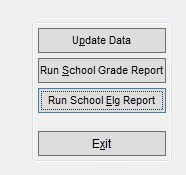 Update Data
Run School Grade Report
Run School Elg Report
Exit